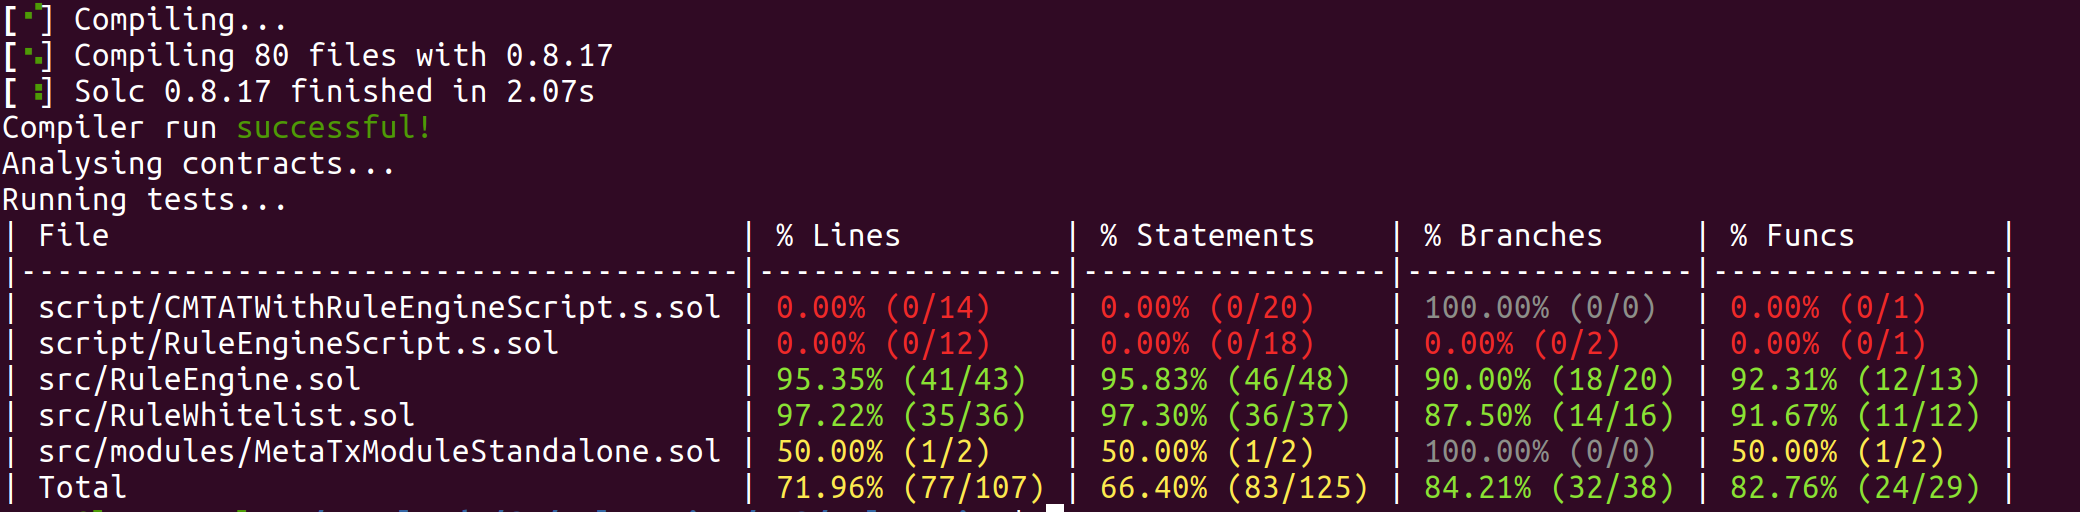 [⠊] Compiling...
[⠢] Compiling 80 files with 0.8.17
[⠰] Solc 0.8.17 finished in 2.07s
Compiler run successful!
Analysing contracts...
Running tests...
| File | % Lines | % Statements | % Branches | % Funcs |
|----------------------------------------|-----------------|-----------------|----------------|----------------|
| script/CMTATWithRuleEngineScript.s.sol | 0.00% (0/14) | 0.00% (0/20) | 100.00% (0/0) | 0.00% (0/1) |
| script/RuleEngineScript.s.sol | 0.00% (0/12) | 0.00% (0/18) | 0.00% (0/2) | 0.00% (0/1) |
| src/RuleEngine.sol | 95.35% (41/43) | 95.83% (46/48) | 90.00% (18/20) | 92.31% (12/13) |
| src/RuleWhitelist.sol | 97.22% (35/36) | 97.30% (36/37) | 87.50% (14/16) | 91.67% (11/12) |
| src/modules/MetaTxModuleStandalone.sol | 50.00% (1/2) | 50.00% (1/2) | 100.00% (0/0) | 50.00% (1/2) |
| Total | 71.96% (77/107) | 66.40% (83/125) | 84.21% (32/38) | 82.76% (24/29) |